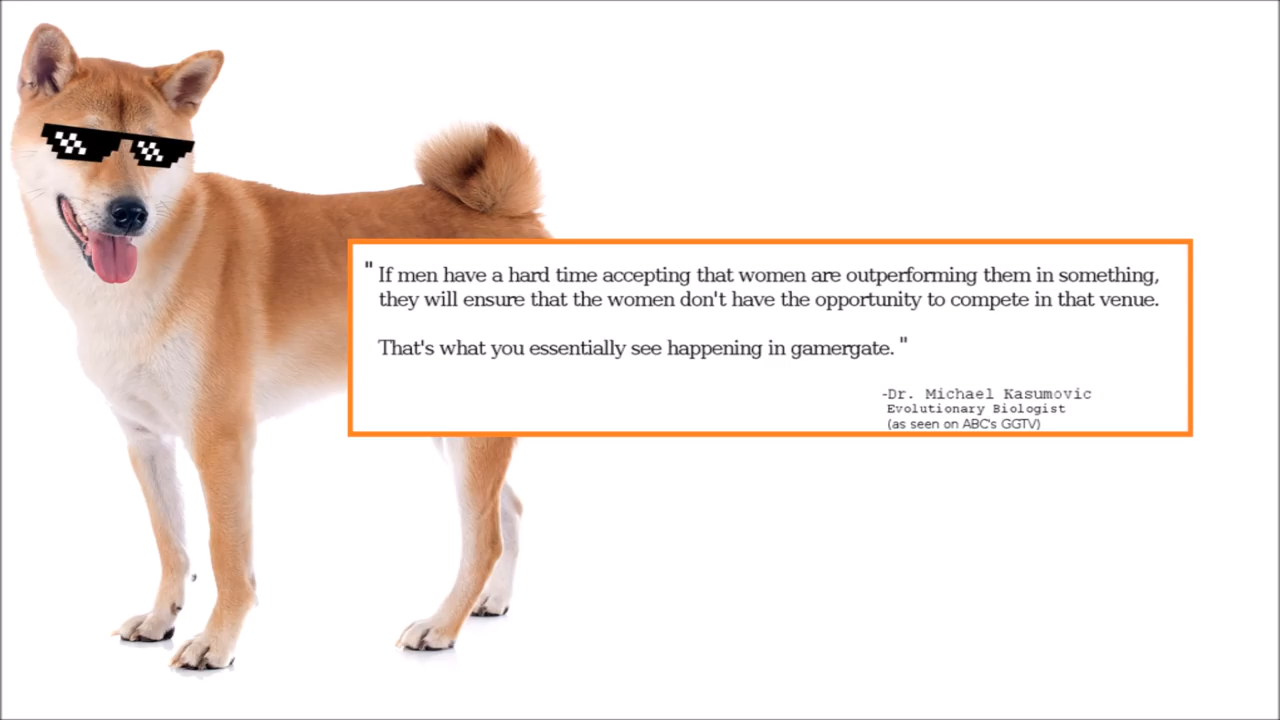 " If men have a hard time accepting that women are outperforming them in something,
they will ensure that the women don't have the opportunity to compete in that venue.
That's what you essentially see happening in gamergate. "
-Dr. Michael Kasumovic
Evolutionary Biologist
(as seen on ABC's GGTV)